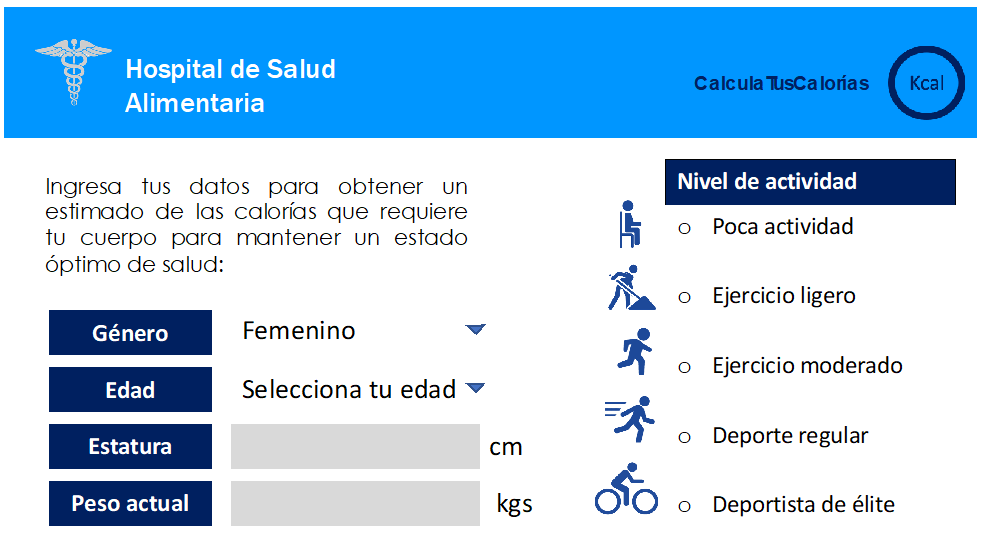 Hospital de Salud
Alimentaria
CalculaTusCalorías
Kcal
Ingresa tus datos para obtener un
estimado de las calorías que requiere
tu cuerpo para mantener un estado
óptimo de salud:
Género
Femenino
Edad
Selecciona tu edad
Estatura
cm
Peso actual
kgs
Nivel de actividad
Poca actividad
Ejercicio ligero
Ejercicio moderado
Deporte regular
Deportista de élite